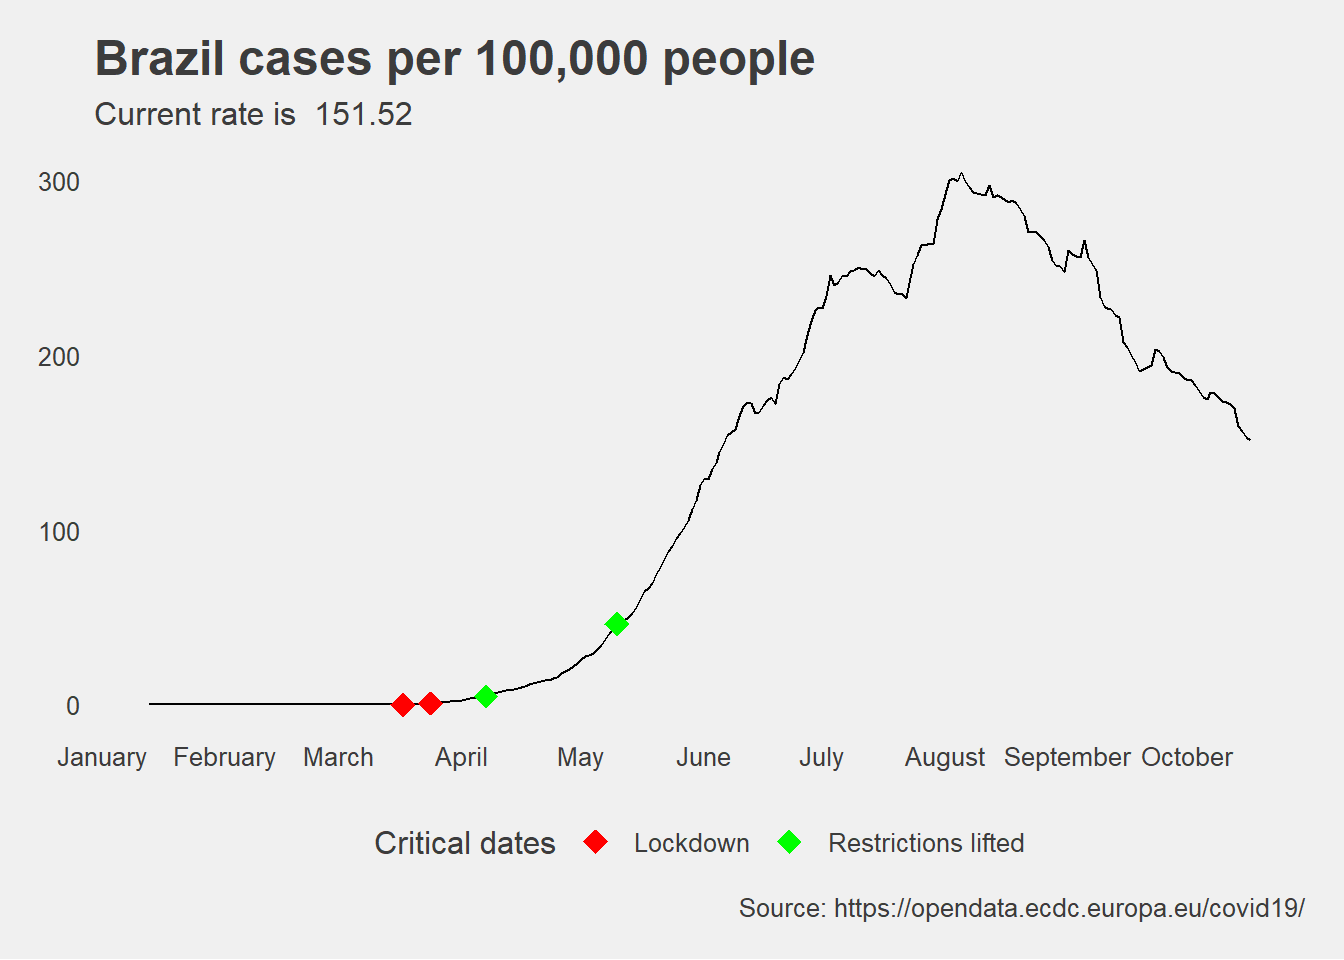 Brazil cases per 100,000 people
Current rate is  151.52
300
200
100
0
January February March April May June July August September October
Critical dates Lockdown Restrictions lifted
Source: https://opendata.ecdc.europa.eu/covid19/